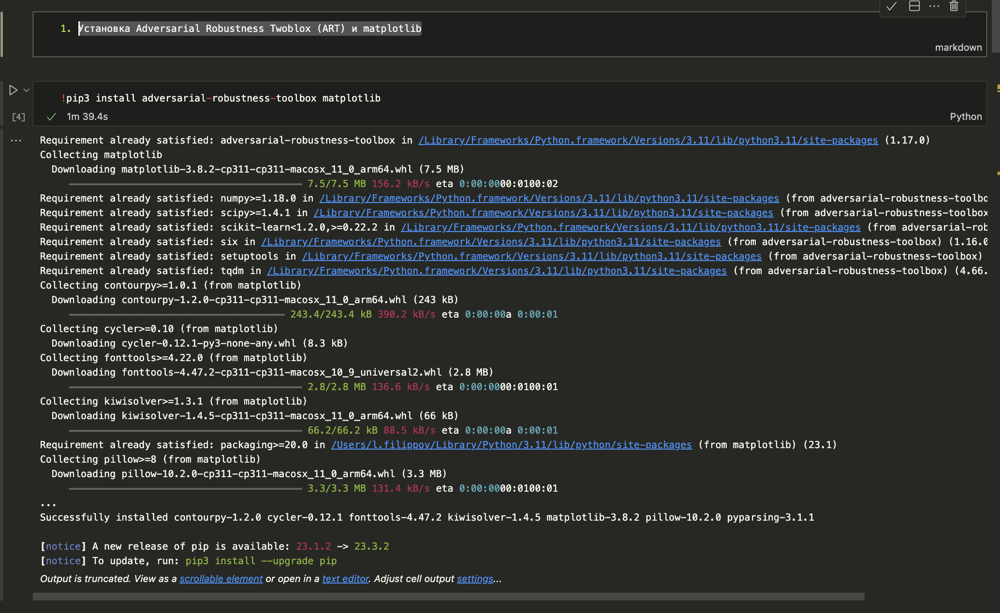 1. Установка Adversarial Robustness Twoblox (ART) и matplotlib
markdown
!pip3 install adversarial-robustness-toolbox matplotlib
[4] 1m 39.4s Python
Requirement already satisfied: adversarial-robustness-toolbox in /Library/Frameworks/Python.framework/Versions/3.11/lib/python3.11/site-packages (1.17.0)
Collecting matplotlib
Downloading matplotlib-3.8.2-cp311-cp311-macosx_11_0_arm64.whl (7.5 MB)
7.5/7.5 MB 156.2 kB/s eta 0:00:0000:0100:02
Requirement already satisfied: numpy>=1.18.0 in /Library/Frameworks/Python.framework/Versions/3.11/lib/python3.11/site-packages (from adversarial-robustness-toolbo
Requirement already satisfied: scipy>=1.4.1 in /Library/Frameworks/Python.framework/Versions/3.11/lib/python3.11/site-packages (from adversarial-robustness-toolbox
Requirement already satisfied: scikit-learn<1.2.0,>=0.22.2 in /Library/Frameworks/Python.framework/Versions/3.11/lib/python3.11/site-packages (from adversarial-rob
Requirement already satisfied: six in /Library/Frameworks/Python.framework/Versions/3.11/lib/python3.11/site-packages (from adversarial-robustness-toolbox) (1.16.0
Requirement already satisfied: setuptools in /Library/Frameworks/Python.framework/Versions/3.11/lib/python3.11/site-packages (from adversarial-robustness-toolbox)
Requirement already satisfied: tqdm in /Library/Frameworks/Python.framework/Versions/3.11/lib/python3.11/site-packages (from adversarial-robustness-toolbox) (4.66.
Collecting contourpy>=1.0.1 (from matplotlib)
Downloading contourpy-1.2.0-cp311-cp311-macosx_11_0_arm64.whl (243 kB)
243.4/243.4 kB 390.2 kB/s eta 0:00:00a 0:00:01
Collecting cycler>=0.10 (from matplotlib)
Downloading cycler-0.12.1-py3-none-any.whl (8.3 kB)
Collecting fonttools>=4.22.0 (from matplotlib)
Downloading fonttools-4.47.2-cp311-cp311-macosx_10_9_universal2.whl (2.8 MB)
2.8/2.8 MB 136.6 kB/s eta 0:00:0000:0100:01
Collecting kiwisolver>=1.3.1 (from matplotlib)
Downloading kiwisolver-1.4.5-cp311-cp311-macosx_11_0_arm64.whl (66 kB)
66.2/66.2 kB 88.5 kB/s eta 0:00:00a 0:00:01
Requirement already satisfied: packaging>=20.0 in /Users/l.filippov/Library/Python/3.11/lib/python/site-packages (from matplotlib) (23.1)
Collecting pillow>=8 (from matplotlib)
Downloading pillow-10.2.0-cp311-cp311-macosx_11_0_arm64.whl (3.3 MB)
3.3/3.3 MB 131.4 kB/s eta 0:00:0000:0100:01
...
Successfully installed contourpy-1.2.0 cycler-0.12.1 fonttools-4.47.2 kiwisolver-1.4.5 matplotlib-3.8.2 pillow-10.2.0 pyparsing-3.1.1
[notice] A new release of pip is available: 23.1.2 -> 23.3.2
[notice] To update, run: pip3 install --upgrade pip
Output is truncated. View as a scrollable element or open in a text editor. Adjust cell output settings...